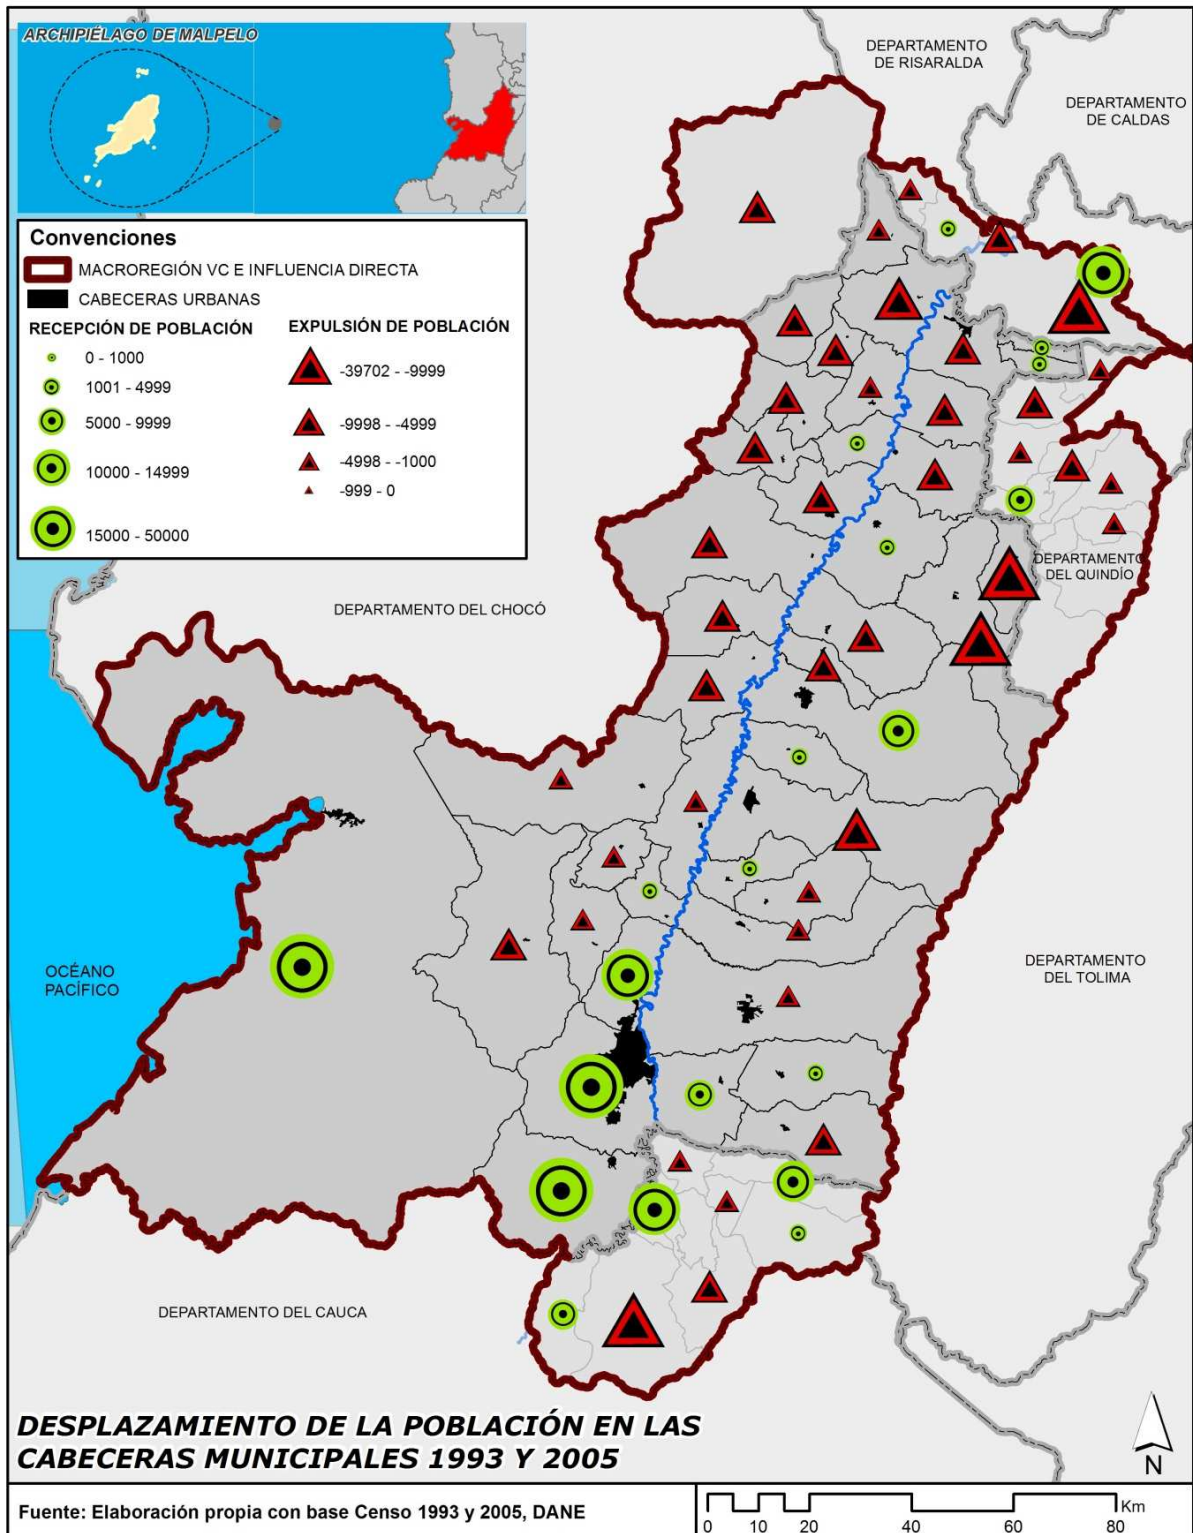 ARCHIPIÉLAGO DE MALPELO
DEPARTAMENTO
DE RISARALDA
DEPARTAMENTO
DE CALDAS
Convenciones
MACROREGIÓN VC E INFLUENCIA DIRECTA
CABECERAS URBANAS
RECEPCIÓN DE POBLACIÓN
0 - 1000
1001 - 4999
5000 - 9999
10000 - 14999
15000 - 50000
EXPULSIÓN DE POBLACIÓN
-39702 - -9999
-9998 - -4999
-4998 - -1000
-999 - 0
DEPARTAMENTO
DEL QUINDÍO
DEPARTAMENTO DEL CHOCÓ
OCÉANO
PACÍFICO
DEPARTAMENTO
DEL TOLIMA
DEPARTAMENTO DEL CAUCA
DESPLAZAMIENTO DE LA POBLACIÓN EN LAS
CABECERAS MUNICIPALES 1993 Y 2005
N
Fuente: Elaboración propia con base Censo 1993 y 2005, DANE
Km
0 10 20 40 60 80